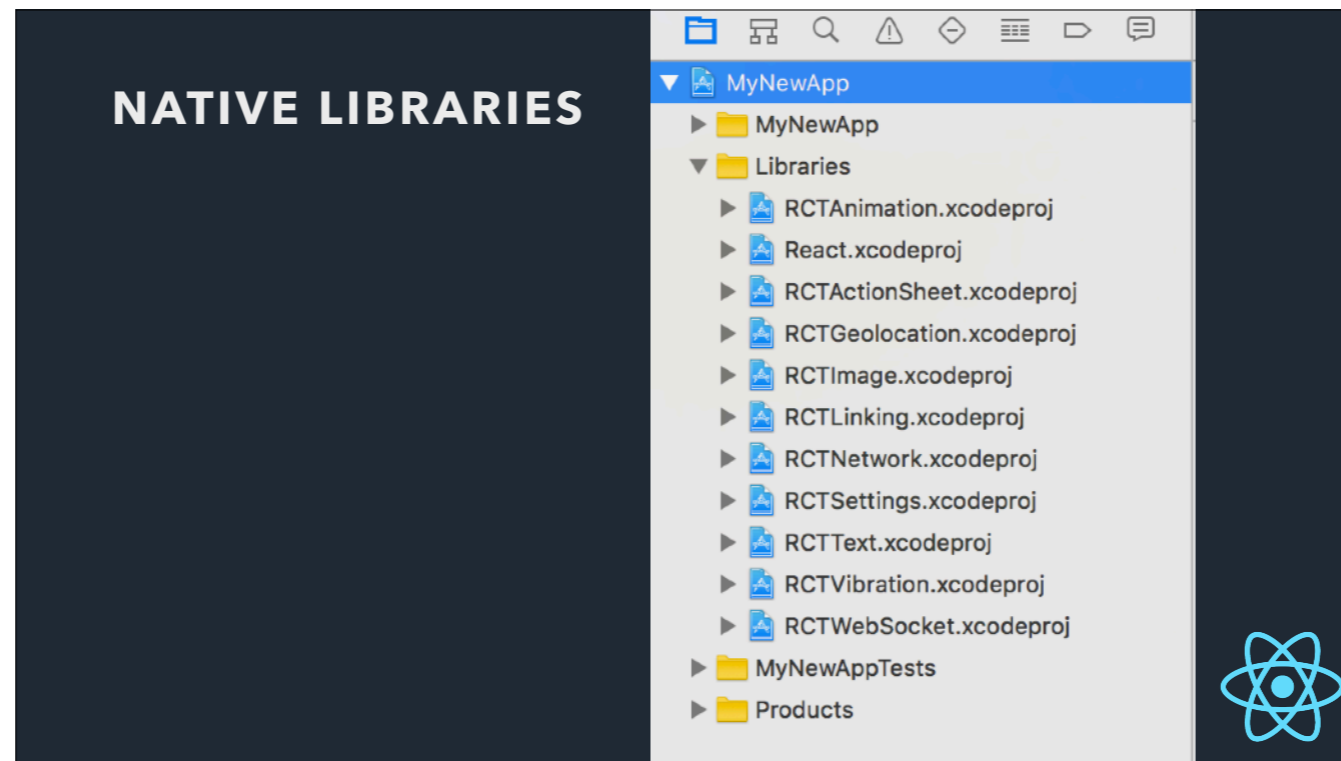 NATIVE LIBRARIES
MyNewApp
MyNewApp
Libraries
RCTAnimation.xcodeproj
React.xcodeproj
RCTActionSheet.xcodeproj
RCTGeolocation.xcodeproj
RCTImage.xcodeproj
RCTLinking.xcodeproj
RCTNetwork.xcodeproj
RCTSettings.xcodeproj
RCTText.xcodeproj
RCTVibration.xcodeproj
RCTWebSocket.xcodeproj
MyNewAppTests
Products